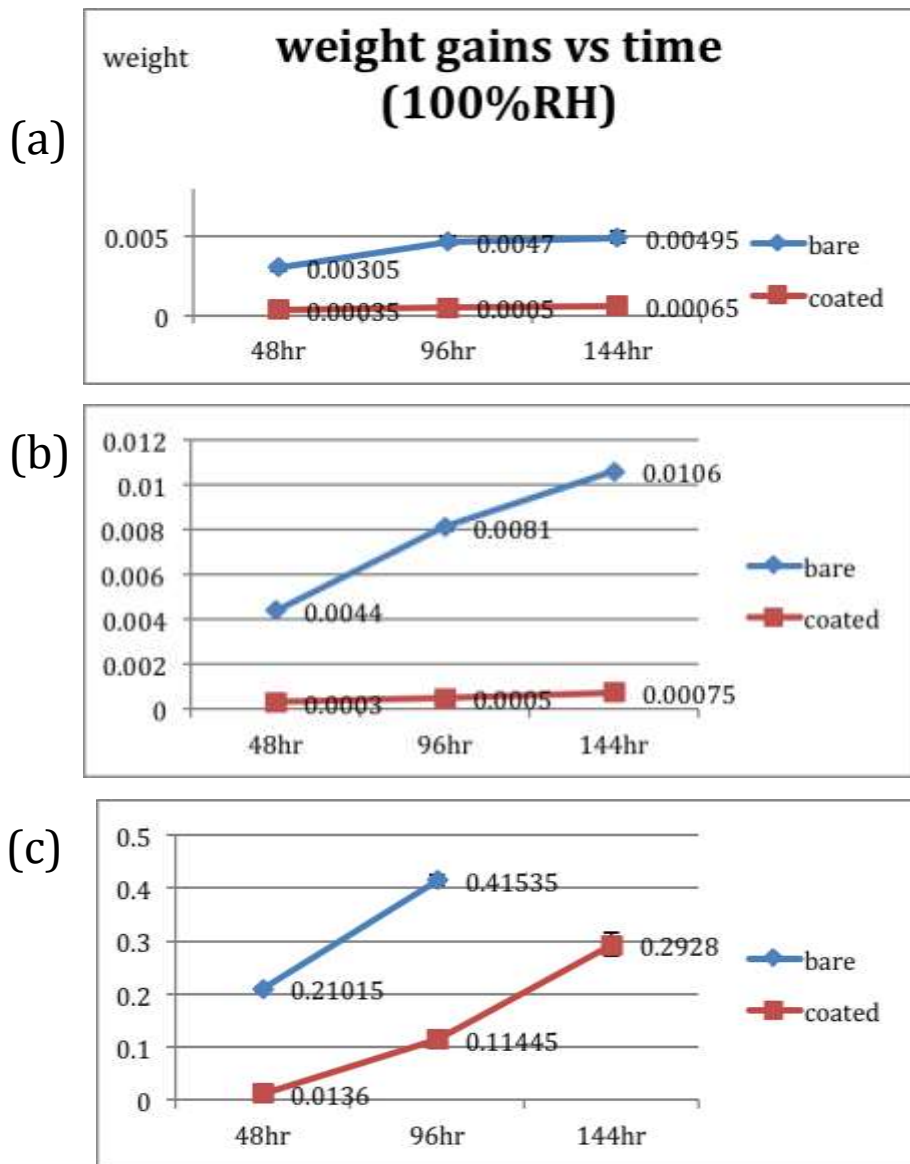 (a)
weight
weight gains vs time
(100%RH)
0.005
0
0.00305
0.0047
0.00495
0.00035
0.0005
0.00065
48hr 96hr 144hr
bare
coated
(b)
0.012
0.01
0.008
0.006
0.004
0.002
0
0.0044
0.0081
0.0106
0.0003
0.0005
0.00075
48hr 96hr 144hr
bare
coated
(c)
0.5
0.4
0.3
0.2
0.1
0
0.21015
0.41535
0.0136
0.11445
0.2928
48hr 96hr 144hr
bare
coated